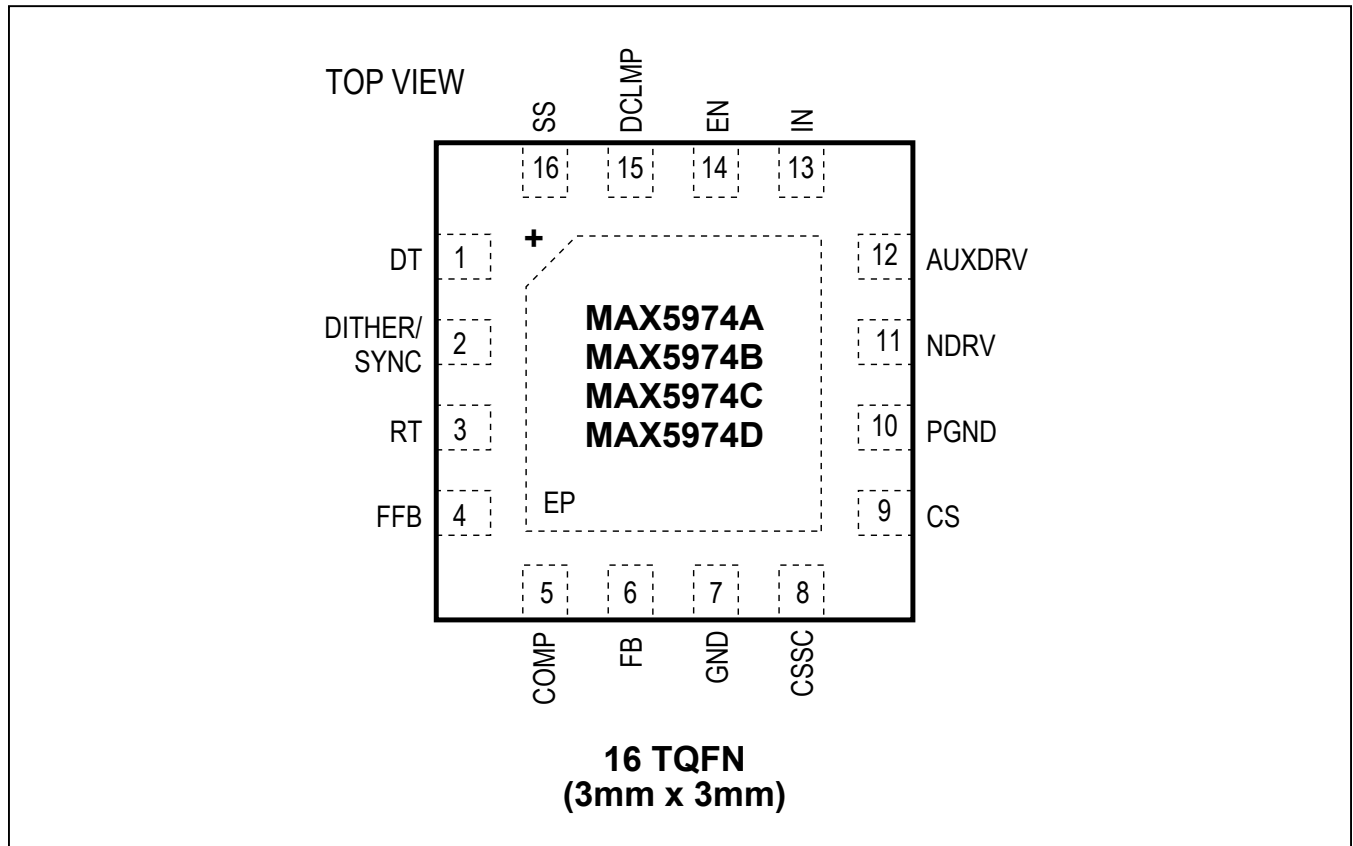 TOP VIEW
SS
DCLMP
EN
IN
16
15
14
13
+
DT
1
DITHER/
SYNC
2
RT
3
FFB
4
12
AUXDRV
11
NDRV
10
PGND
9
CS
MAX5974A
MAX5974B
MAX5974C
MAX5974D
EP
5
6
7
8
COMP
FB
GND
CSSC
16 TQFN
(3mm x 3mm)